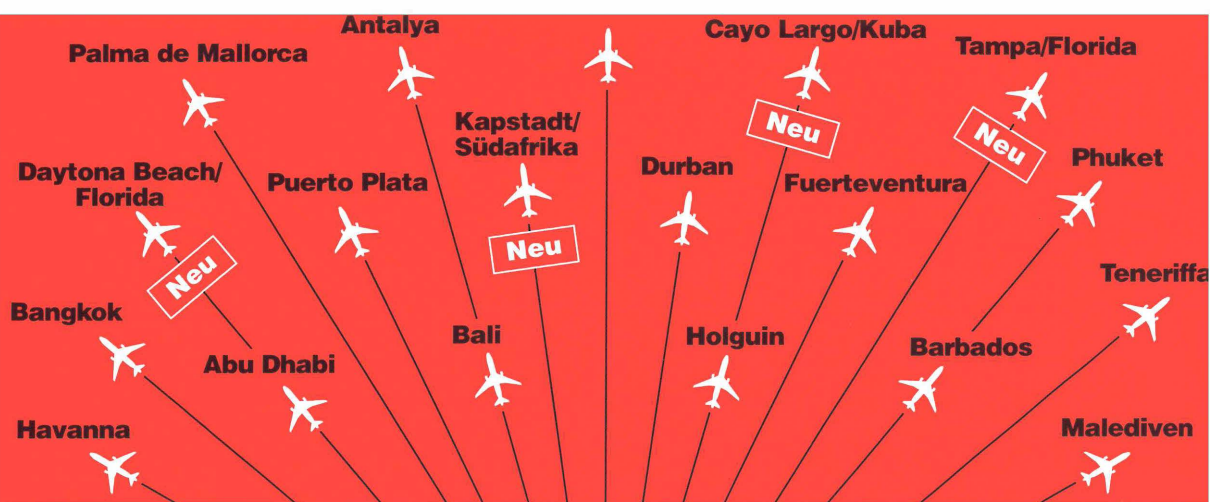 Antalya
Cayo Largo/Kuba
Tampa/Florida
Palma de Mallorca
Kapstadt/
Südafrika
Neu
Neu
Durban
Phuket
Daytona Beach/
Florida
Puerto Plata
Fuerteventura
Neu
Neu
Teneriffa
Bangkok
Bali
Holguin
Barbados
Abu Dhabi
Havanna
Malediven